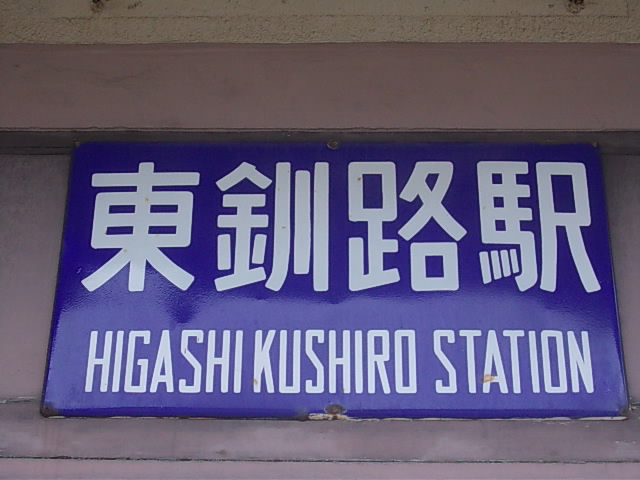 東釧路駅
HIGASHI KUSHIRO STATION